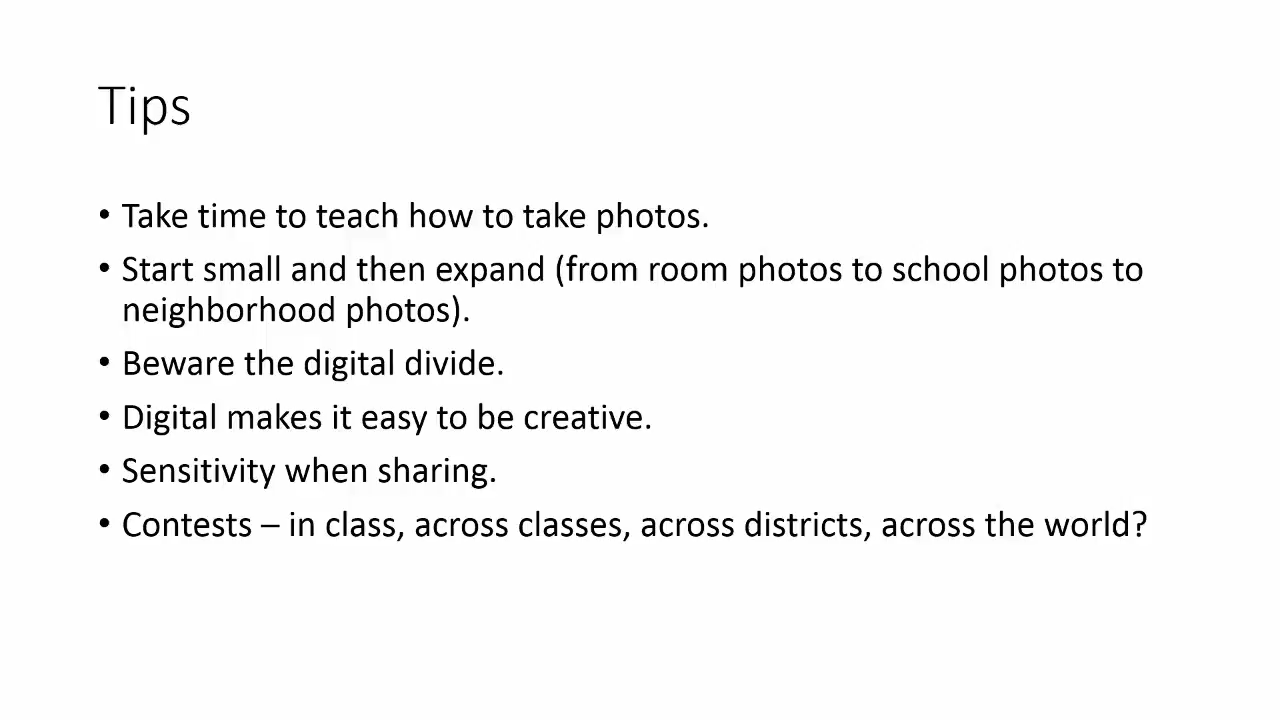 Tips
• Take time to teach how to take photos.
• Start small and then expand (from room photos to school photos to
neighborhood photos).
• Beware the digital divide.
• Digital makes it easy to be creative.
• Sensitivity when sharing.
• Contests – in class, across classes, across districts, across the world?